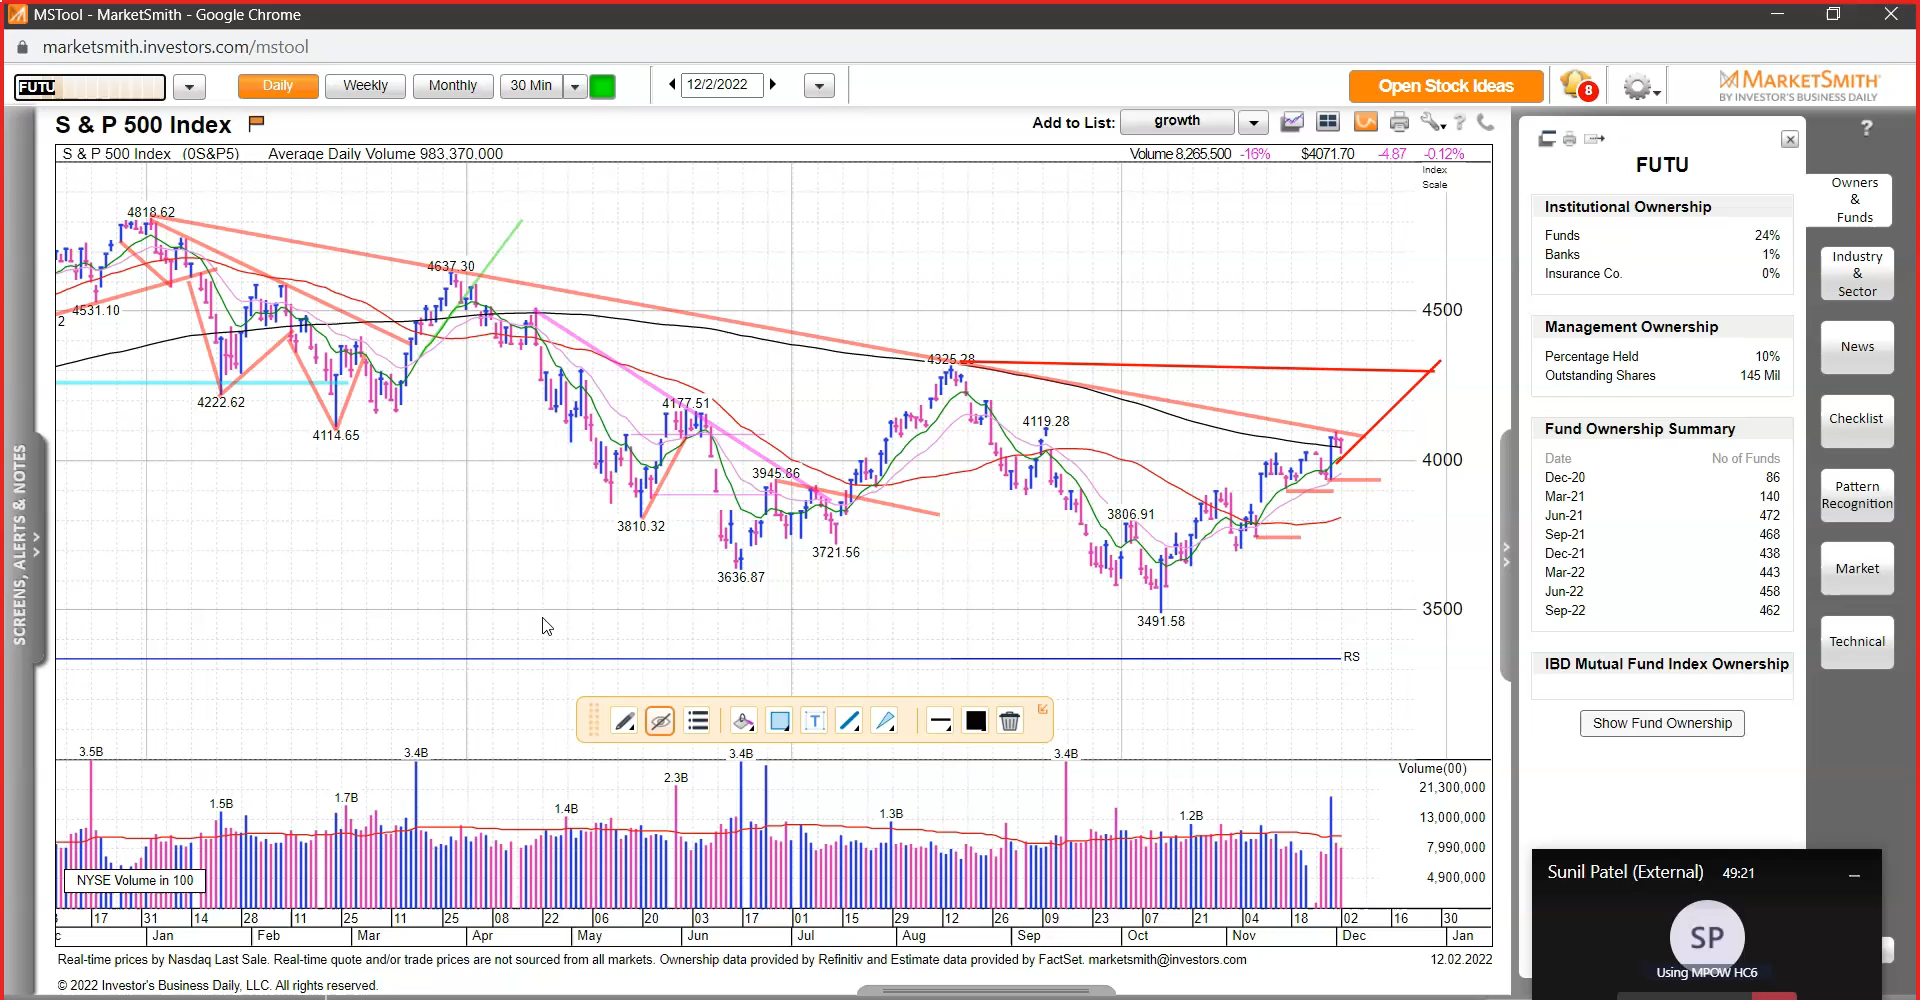 MSTool - MarketSmith - Google Chrome
marketsmith.investors.com/mstool
FUTU
Daily
Weekly
Monthly
30 Min
12/2/2022
Open Stock Ideas
8
MARKETSMITH
BY INVESTOR'S BUSINESS DAILY
S & P 500 Index
Add to List:
growth
?
S & P 500 Index (0S&P5) Average Daily Volume 983,370,000
Volume 8,265,500 -16% $4071.70 -4.87 -0.12%
Index
Scale
4818.62
4637.30
4531.10
2
4500
4325.28
4222.62
4177.51
4119.28
4114.65
4000
3945.86
3810.32
3806.91
3721.56
3636.87
3500
3491.58
RS
T
3.5B
3.4B
3.4B
3.4B
2.3B
1.7B
1.5B
1.4B
1.3B
1.2B
Volume(00)
21,300,000
13,000,000
7,990,000
4,900,000
NYSE Volume in 100
17 31 14 28 11 25 11 25 08 22 06 20 03 17 01 15 29 12 26 09 23 07 21 04 18 02 16 30
c Jan Feb Mar Apr May Jun Jul Aug Sep Oct Nov Dec Jan
Real-time prices by Nasdaq Last Sale. Real-time quote and/or trade prices are not sourced from all markets. Ownership data provided by Refinitiv and Estimate data provided by FactSet. marketsmith@investors.com
12.02.2022
© 2022 Investor's Business Daily, LLC. All rights reserved.
SCREENS, ALERTS & NOTES
FUTU
Institutional Ownership
Funds 24%
Banks 1%
Insurance Co. 0%
Management Ownership
Percentage Held 10%
Outstanding Shares 145 Mil
Fund Ownership Summary
Date No of Funds
Dec-20 86
Mar-21 140
Jun-21 472
Sep-21 468
Dec-21 438
Mar-22 443
Jun-22 458
Sep-22 462
IBD Mutual Fund Index Ownership
Show Fund Ownership
?
Owners
&
Funds
Industry
&
Sector
News
Checklist
Pattern
Recognition
Market
Technical
Sunil Patel (External) 49:21
SP
Using MPOW HC6